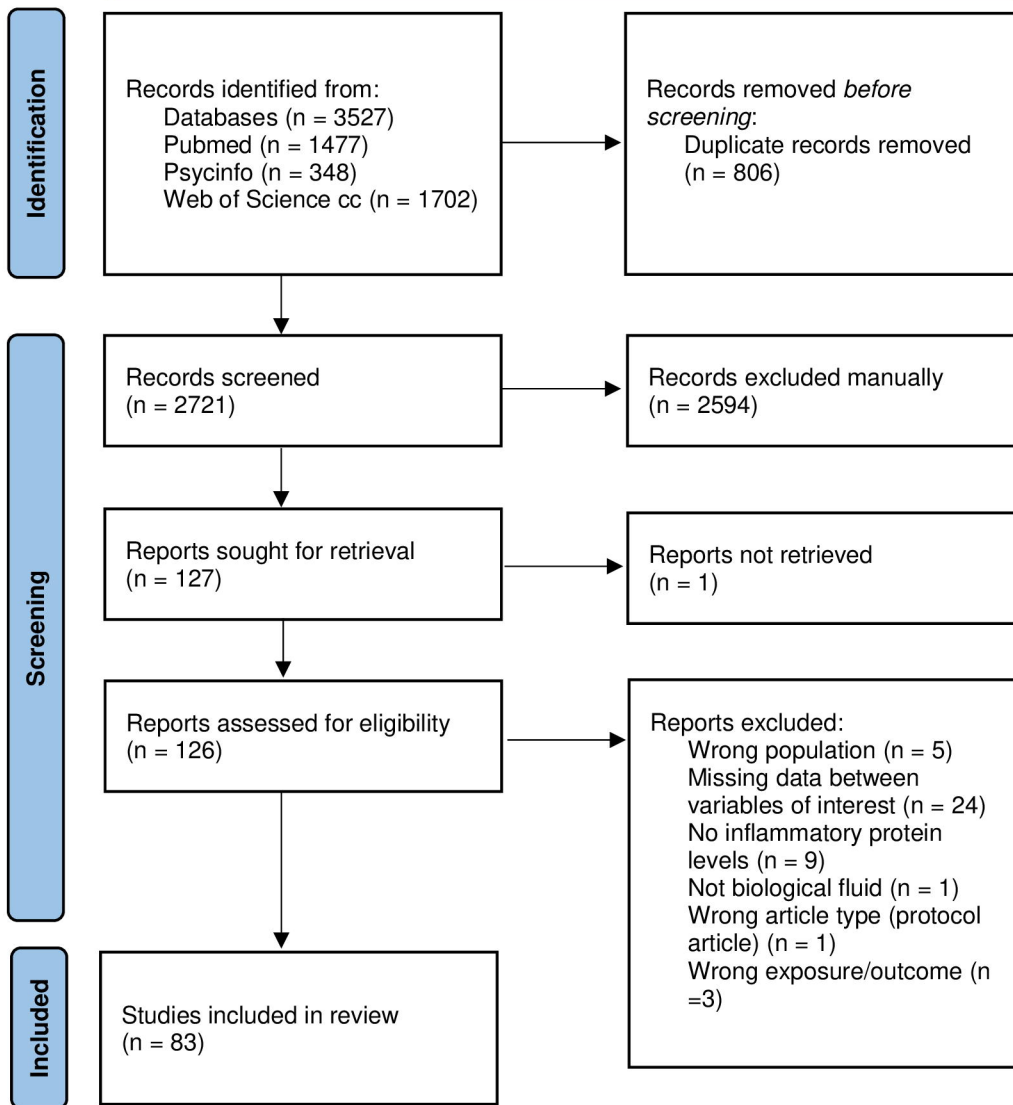 Identification
Records identified from:
Databases (n = 3527)
Pubmed (n = 1477)
Psycinfo (n = 348)
Web of Science cc (n = 1702)
Records removed before
screening:
Duplicate records removed
(n = 806)
Screening
Records screened
(n = 2721)
Records excluded manually
(n = 2594)
Reports sought for retrieval
(n = 127)
Reports not retrieved
(n = 1)
Reports assessed for eligibility
(n = 126)
Reports excluded:
Wrong population (n = 5)
Missing data between
variables of interest (n = 24)
No inflammatory protein
levels (n = 9)
Not biological fluid (n = 1)
Wrong article type (protocol
article) (n = 1)
Wrong exposure/outcome (n
=3)
Included
Studies included in review
(n = 83)